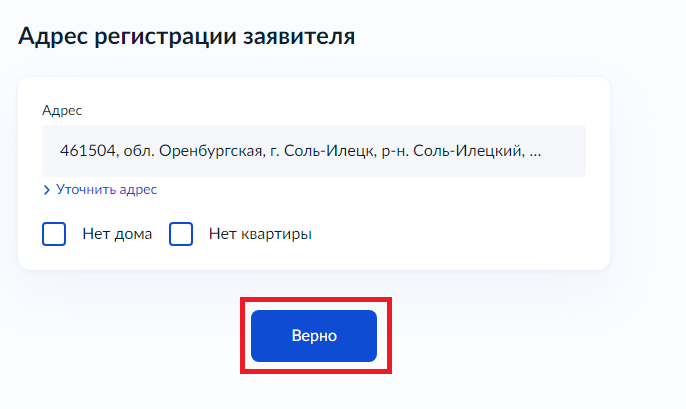 Адрес регистрации заявителя
Адрес
461504, обл. Оренбургская, г. Соль-Илецк, р-н. Соль-Илецкий, ...
Уточнить адрес
Нет дома Нет квартиры
Верно